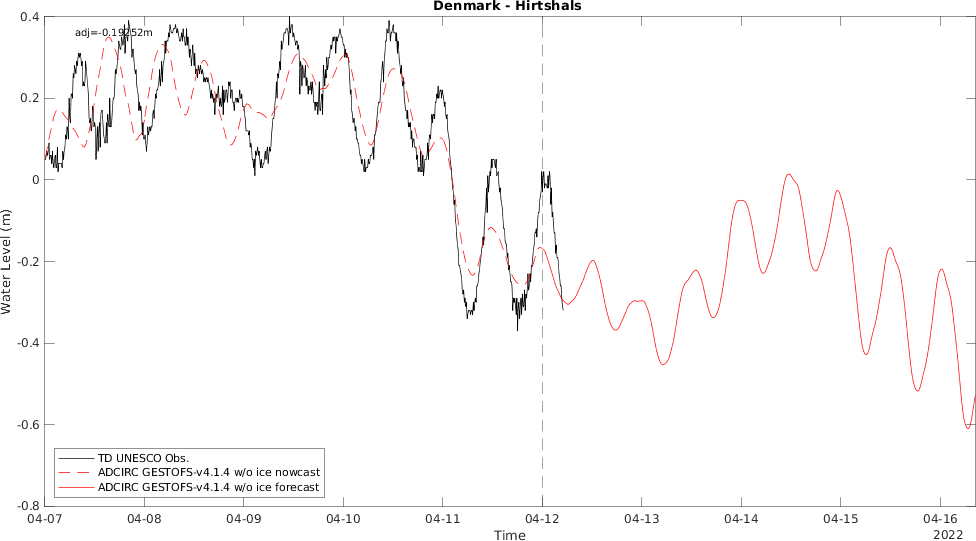 Denmark - Hirtshals
adj=-0.19252m
Water Level (m)
0.4
0.2
0
-0.2
-0.4
-0.6
-0.8
TD UNESCO Obs.
ADCIRC GESTOFS-v4.1.4 w/o ice nowcast
ADCIRC GESTOFS-v4.1.4 w/o ice forecast
04-07 04-08 04-09 04-10 04-11 04-12 04-13 04-14 04-15 04-16
Time
2022